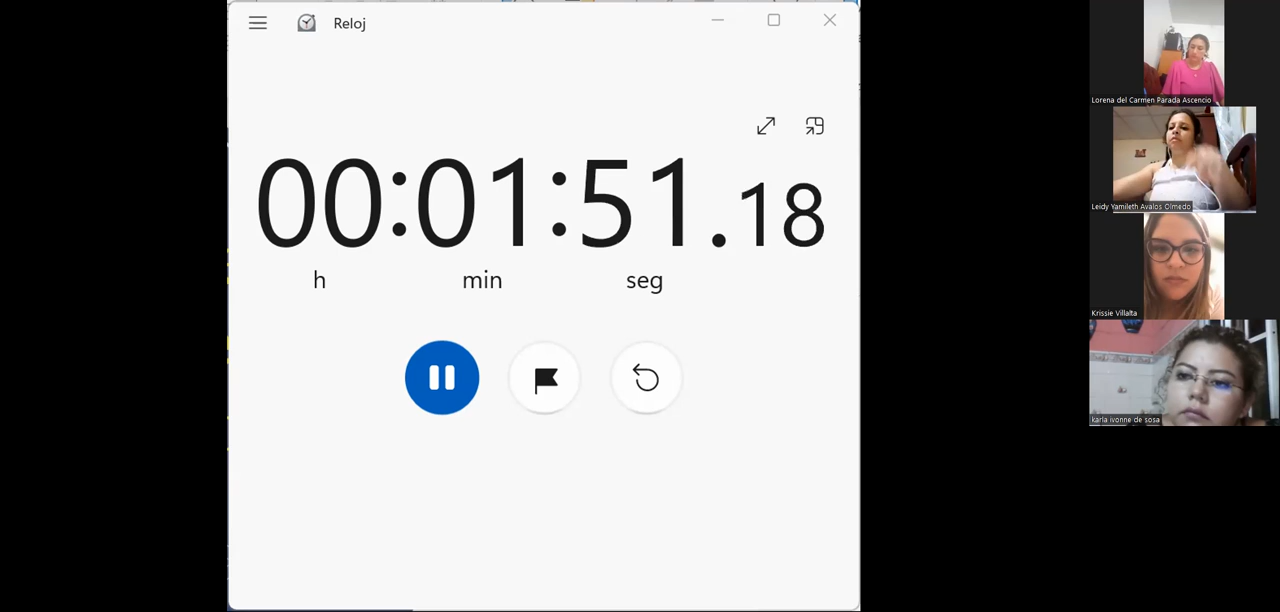 Reloj
00:01:51.18
h min seg
Lorena del Carmen Parada Ascencio
Leidy Yamileth Avalos Olmedo
Krissie Villalta
karla ivonne de sosa